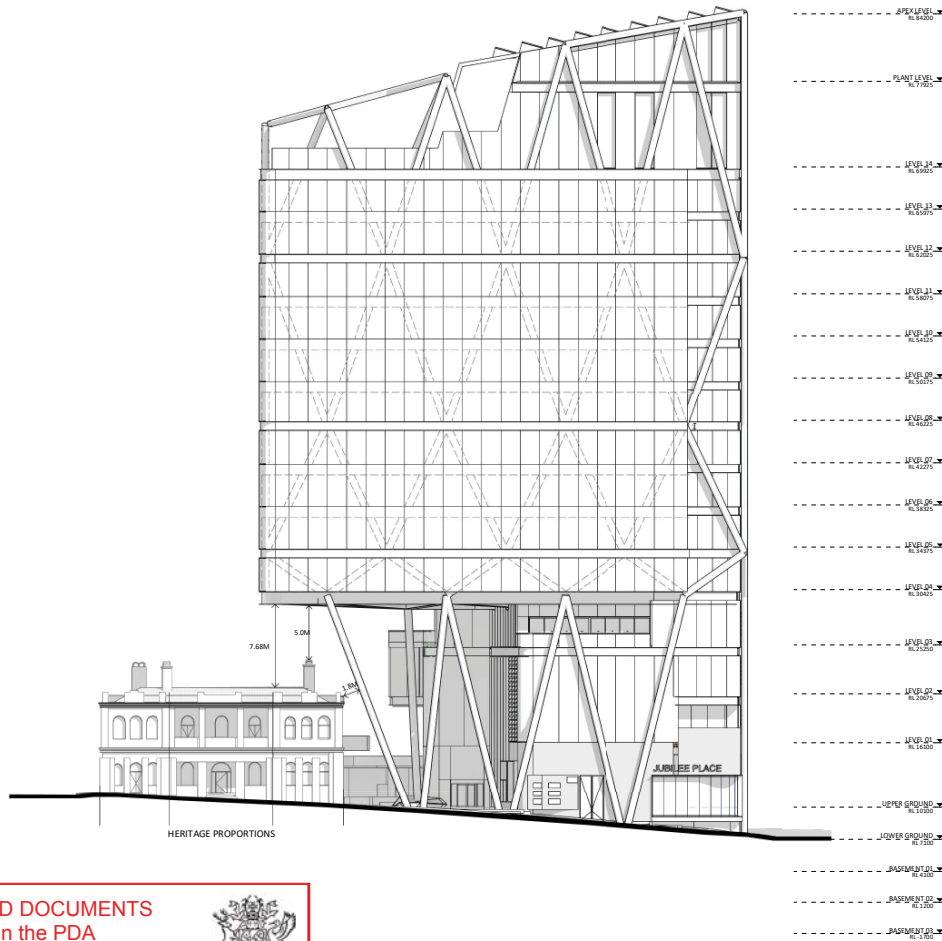 APEX LEVEL
RL 84200
PLANT LEVEL
RL 77925
LEVEL 14
RL 69925
LEVEL 13
RL 65975
LEVEL 12
RL 62025
LEVEL 11
RL 58075
LEVEL 10
RL 54125
LEVEL 09
RL 50175
LEVEL 08
RL 46225
LEVEL 07
RL 42275
LEVEL 06
RL 38325
LEVEL 05
RL 34375
LEVEL 04
RL 30425
5.0M
7.68M
LEVEL 03
RL 25250
1.8M
LEVEL 02
RL 20675
LEVEL 01
RL 16100
JUBILEE PLACE
UPPER GROUND
RL 10100
HERITAGE PROPORTIONS
LOWER GROUND
RL 7100
BASEMENT 01
RL 4100
BASEMENT 02
RL 1200
BASEMENT 03
RL -1700
D DOCUMENTS
n the PDA